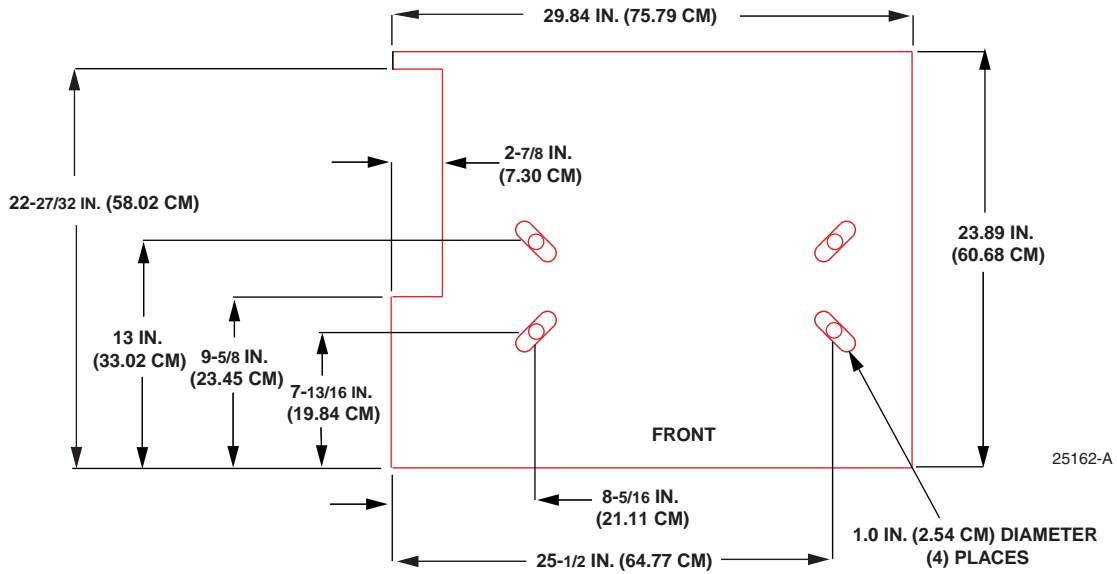 29.84 IN. (75.79 CM)
2-7/8 IN.
(7.30 CM)
22-27/32 IN. (58.02 CM)
23.89 IN.
(60.68 CM)
13 IN.
(33.02 CM)
9-5/8 IN.
(23.45 CM)
7-13/16 IN.
(19.84 CM)
FRONT
25162-A
8-5/16 IN.
(21.11 CM)
1.0 IN. (2.54 CM) DIAMETER
(4) PLACES
25-1/2 IN. (64.77 CM)